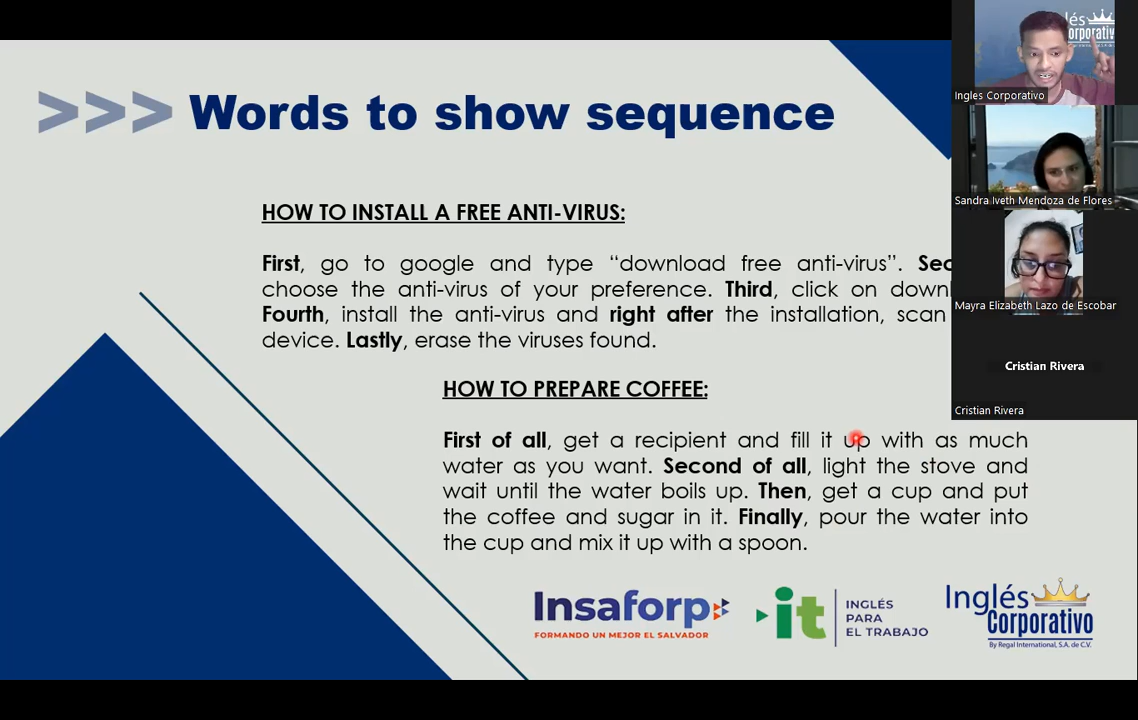 >>> Words to show sequence
HOW TO INSTALL A FREE ANTI-VIRUS:
First, go to google and type “download free anti-virus”. Sec
choose the anti-virus of your preference. Third, click on down
Fourth, install the anti-virus and right after the installation, scan
device. Lastly, erase the viruses found.
HOW TO PREPARE COFFEE:
First of all, get a recipient and fill it up with as much
water as you want. Second of all, light the stove and
wait until the water boils up. Then, get a cup and put
the coffee and sugar in it. Finally, pour the water into
the cup and mix it up with a spoon.
Insaforp
FORMANDO UN MEJOR EL SALVADOR
it
INGLÉS
PARA
EL TRABAJO
Inglés
Corporativo
By Regal International, S.A. de C.V.
lés
orporativo
Ingles Corporativo
Sandra Iveth Mendoza de Flores
Mayra Elizabeth Lazo de Escobar
Cristian Rivera
Cristian Rivera